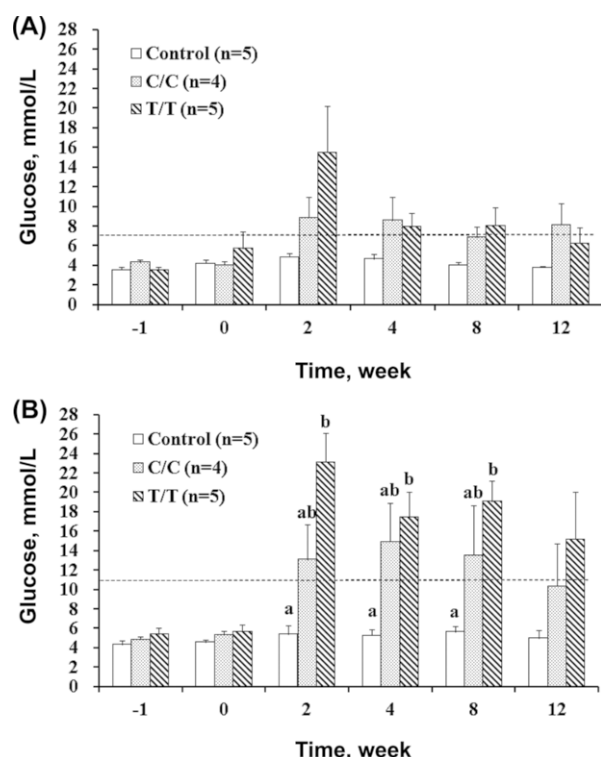 (A)
28
26
24
22
20
18
16
14
12
10
8
6
4
2
0
Glucose, mmol/L
Control (n=5)
C/C (n=4)
T/T (n=5)
-1 0 2 4 8 12
Time, week
(B)
28
26
24
22
20
18
16
14
12
10
8
6
4
2
0
Glucose, mmol/L
Control (n=5)
C/C (n=4)
T/T (n=5)
a ab b
a ab b
a ab b
-1 0 2 4 8 12
Time, week